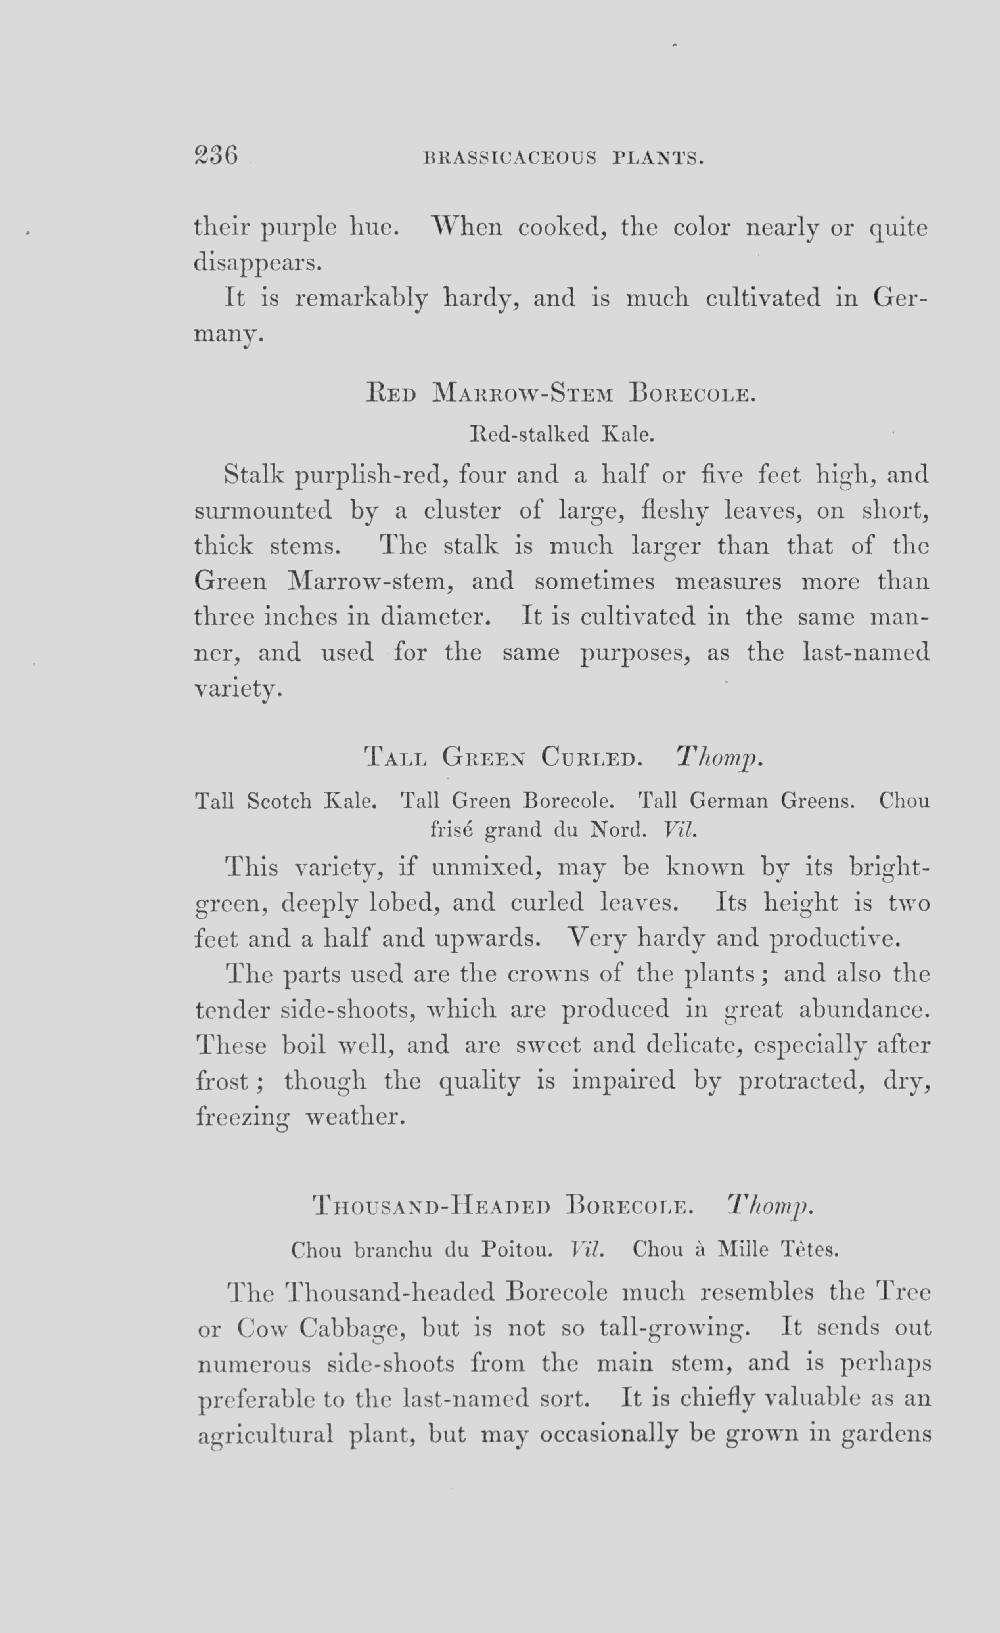 236 BRASSICACEOUS PLANTS.
their purple hue. When cooked, the color nearly or quite
disappears.
It is remarkably hardy, and is much cultivated in Ger-
many.
RED MARROW-STEM BORECOLE.
Red-stalked Kale.
Stalk purplish-red, four and a half or five feet high, and
surmounted by a cluster of large, fleshy leaves, on short,
thick stems. The stalk is much larger than that of the
Green Marrow-stem, and sometimes measures more than
three inches in diameter. It is cultivated in the same man-
ner, and used for the same purposes, as the last-named
variety.
TALL GREEN CURLED. Thomp.
Tall Scotch Kale. Tall Green Borecole. Tall German Greens. Chou
frisé grand du Nord. Vil.
This variety, if unmixed, may be known by its bright-
green, deeply lobed, and curled leaves. Its height is two
feet and a half and upwards. Very hardy and productive.
The parts used are the crowns of the plants; and also the
tender side-shoots, which are produced in great abundance.
These boil well, and are sweet and delicate, especially after
frost; though the quality is impaired by protracted, dry,
freezing weather.
THOUSAND-HEADED BORECOLE. Thomp.
Chou branchu du Poitou. Vil. Chou à Mille Têtes.
The Thousand-headed Borecole much resembles the Tree
or Cow Cabbage, but is not so tall-growing. It sends out
numerous side-shoots from the main stem, and is perhaps
preferable to the last-named sort. It is chiefly valuable as an
agricultural plant, but may occasionally be grown in gardens